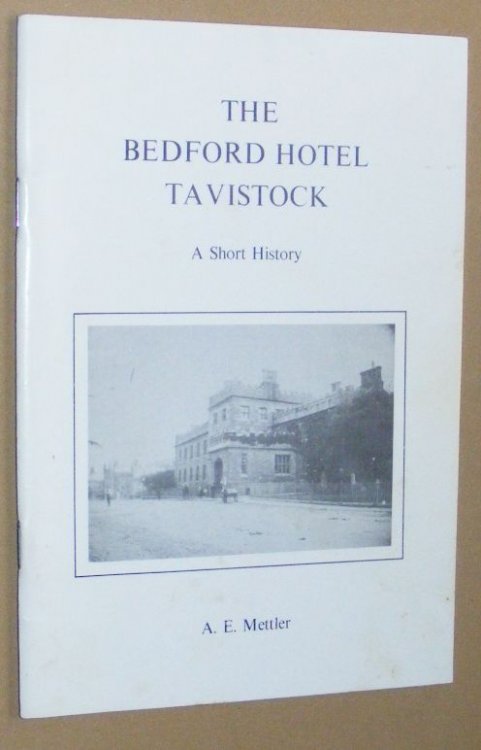 THE
BEDFORD HOTEL
TAVISTOCK
A Short History
A. E. Mettler